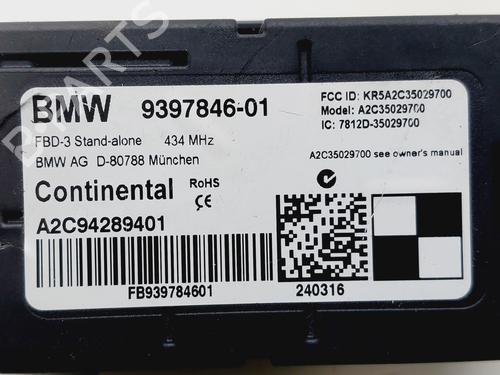 BMW 9397846-01
FBD-3 Stand-alone 434 MHz
BMW AG D-80788 München
FCC ID: KR5A2C35029700
Model: A2C35029700
IC: 7812D-35029700
A2C35029700 see owner's manual
Continental RoHS
CE
A2C94289401
FB939784601
240316
B-PARTS